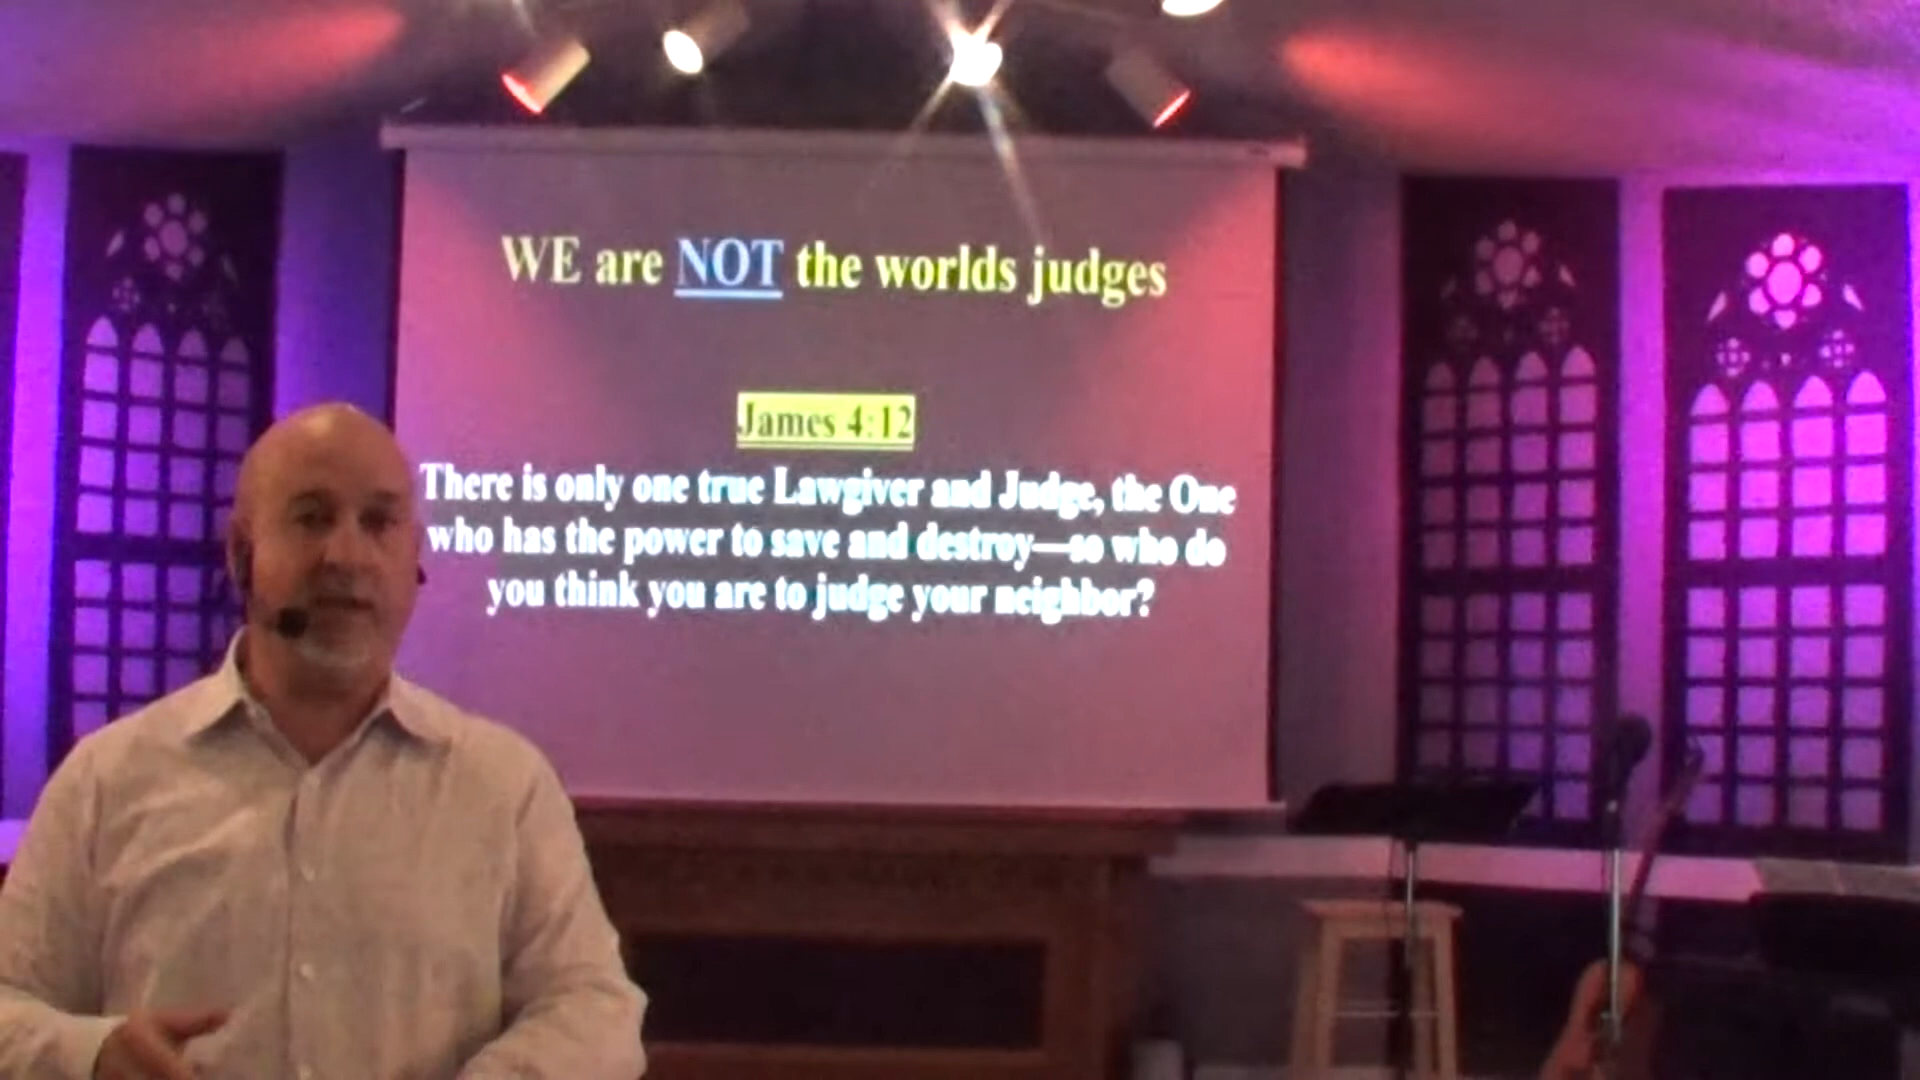 WE are NOT the worlds judges
James 4:12
There is only one true Lawgiver and Judge, the One
who has the power to save and destroy—so who do
you think you are to judge your neighbor?